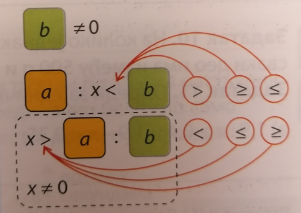 b ≠0
a : x < b > ≥ ≤
x > a : b < ≤ ≥
x ≠ 0